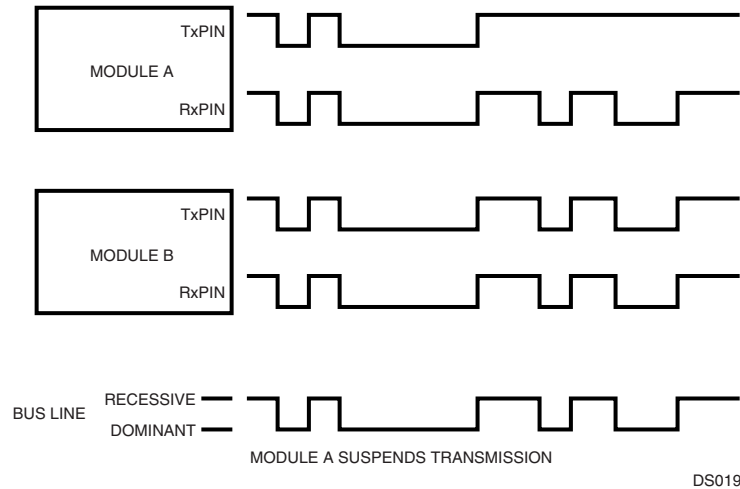 TxPIN
MODULE A
RxPIN
TxPIN
MODULE B
RxPIN
RECESSIVE
BUS LINE
DOMINANT
MODULE A SUSPENDS TRANSMISSION
DS019